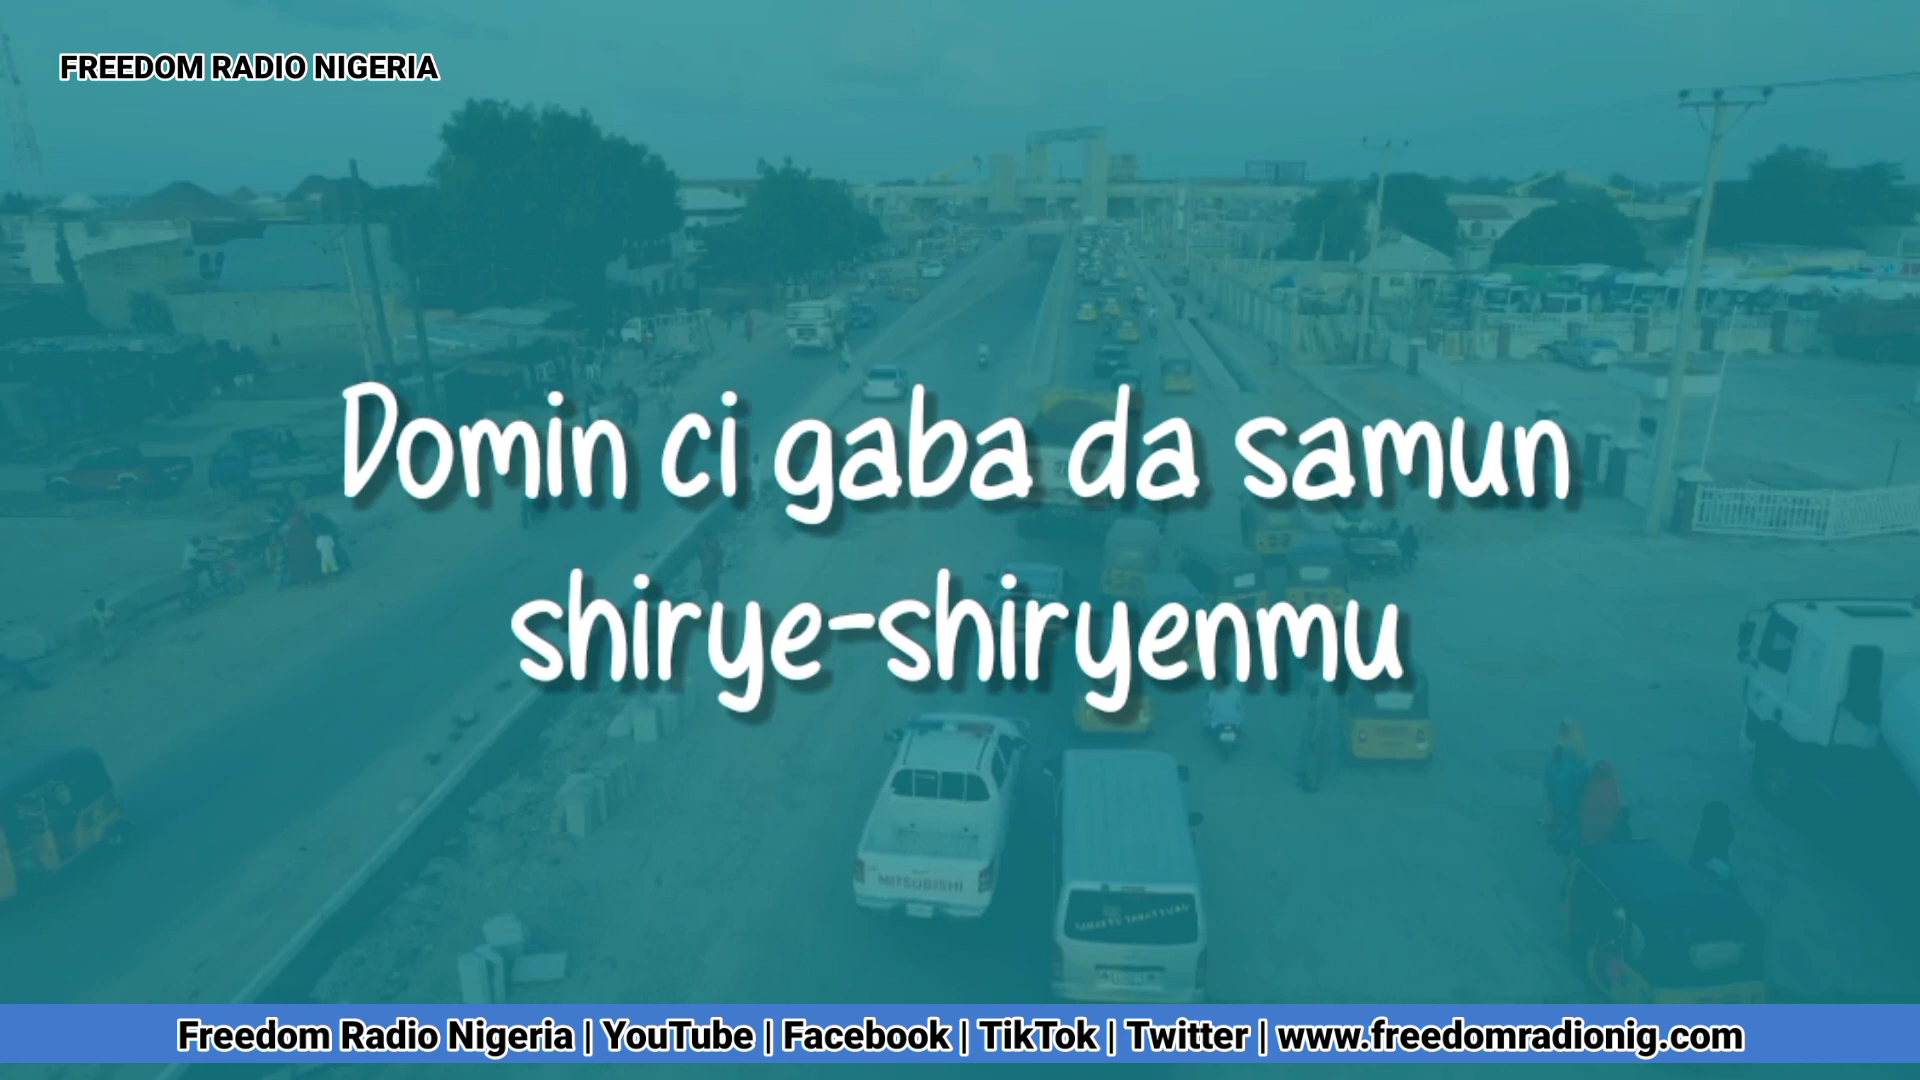 FREEDOM RADIO NIGERIA
Domin ci gaba da samun
shirye-shiryenmu
MITSUBISHI
Freedom Radio Nigeria | YouTube | Facebook | TikTok | Twitter | www.freedomradionig.com